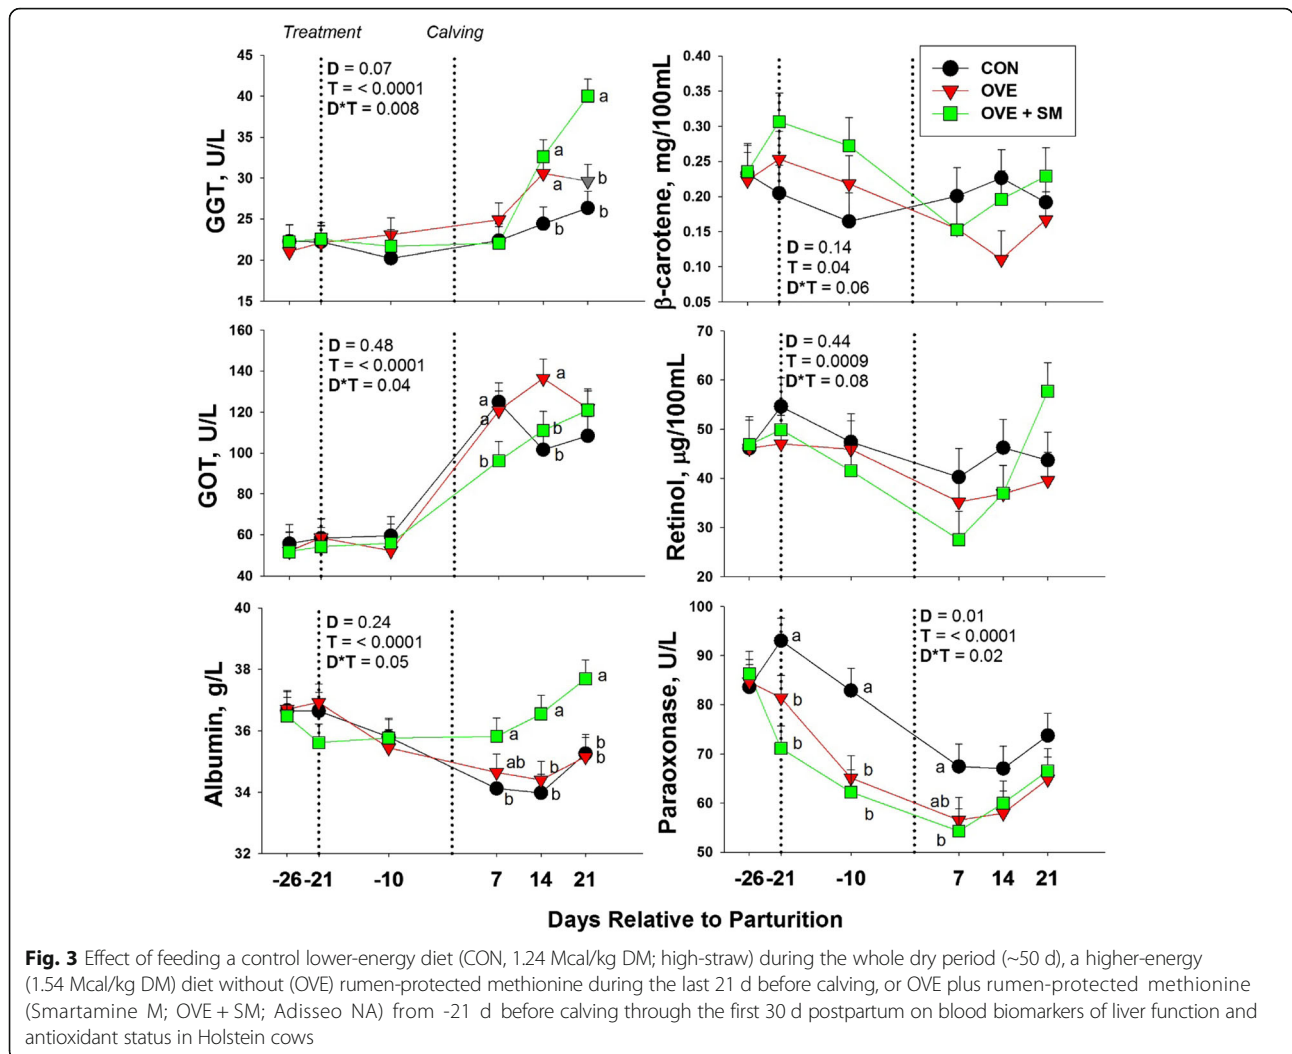 Treatment
Calving
GGT, U/L
45
40
35
30
25
20
15
D = 0.07
T = < 0.0001
D*T = 0.008
a
a
a
b
b
b
β-carotene, mg/100mL
0.40
0.35
0.30
0.25
0.20
0.15
0.10
0.05
CON
OVE
OVE + SM
D = 0.14
T = 0.04
D*T = 0.06
GOT, U/L
160
140
120
100
80
60
40
D = 0.48
T = < 0.0001
D*T = 0.04
a
a
a
b
b
b
Retinol, µg/100mL
70
60
50
40
30
20
D = 0.44
T = 0.0009
D*T = 0.08
Albumin, g/L
40
38
36
34
32
D = 0.24
T = < 0.0001
D*T = 0.05
a
a
a
ab
b
b
b
b
b
-26 -21 -10 7 14 21
Paraoxonase, U/L
100
90
80
70
60
50
D = 0.01
T = < 0.0001
D*T = 0.02
a
b
b
a
b
b
a
ab
b
-26 -21 -10 7 14 21
Days Relative to Parturition
Fig. 3 Effect of feeding a control lower-energy diet (CON, 1.24 Mcal/kg DM; high-straw) during the whole dry period (~50 d), a higher-energy
(1.54 Mcal/kg DM) diet without (OVE) rumen-protected methionine during the last 21 d before calving, or OVE plus rumen-protected methionine
(Smartamine M; OVE + SM; Adisseo NA) from -21 d before calving through the first 30 d postpartum on blood biomarkers of liver function and
antioxidant status in Holstein cows